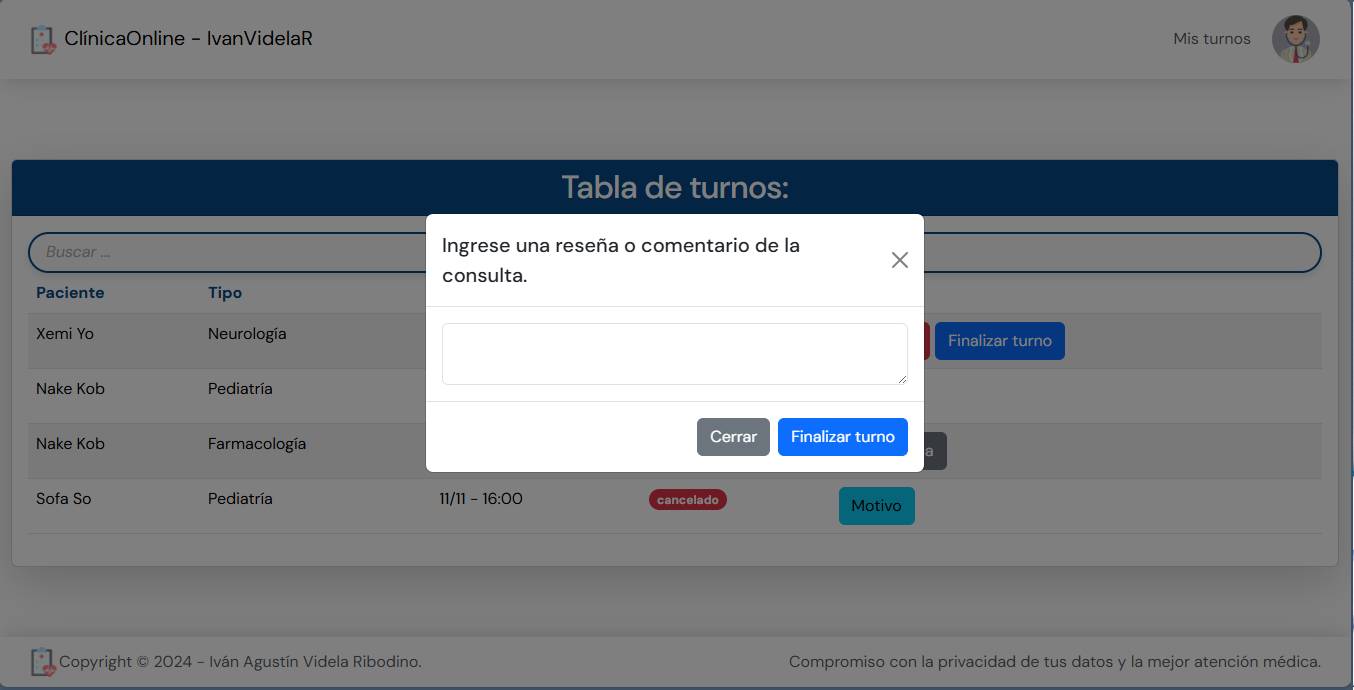 ClínicaOnline - IvanVidelaR
Mis turnos
Tabla de turnos:
Buscar ...
Ingrese una reseña o comentario de la
consulta.
Paciente Tipo
Xemi Yo Neurología Finalizar turno
Nake Kob Pediatría
Nake Kob Farmacología
Cerrar Finalizar turno
Sofa So Pediatría 11/11 - 16:00 cancelado Motivo
Copyright © 2024 - Iván Agustín Videla Ribodino.
Compromiso con la privacidad de tus datos y la mejor atención médica.